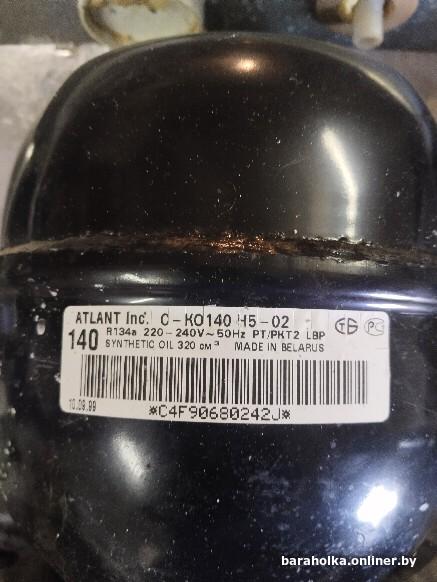 ATLANT Inc. C-KO140 H5-02
140 R134a 220-240V~50Hz PT/PKT2 LBP
SYNTHETIC OIL 320 см³ MADE IN BELARUS
10.09.99
*C4F90680242J*
baraholka.onliner.by